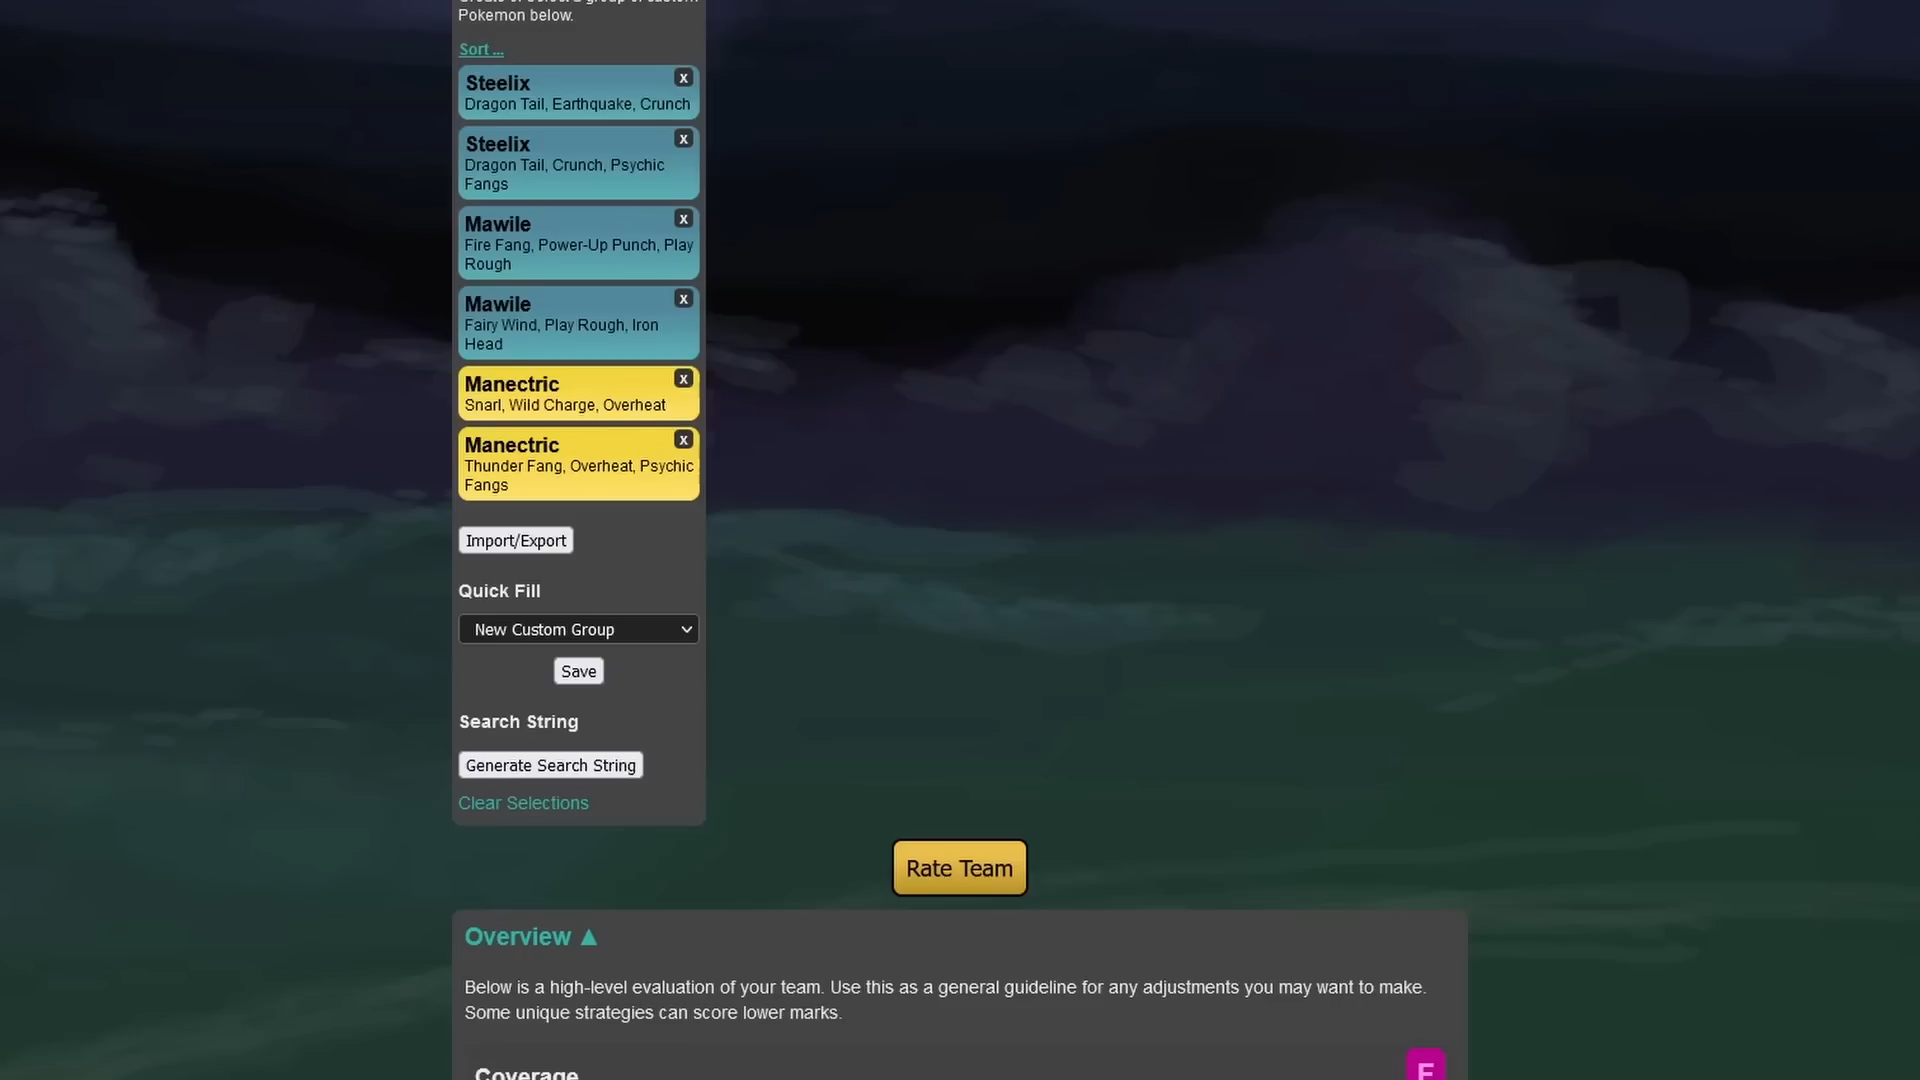 Pokemon below.
Sort ...
Steelix
x
Dragon Tail, Earthquake, Crunch
Steelix
x
Dragon Tail, Crunch, Psychic
Fangs
Mawile
x
Fire Fang, Power-Up Punch, Play
Rough
Mawile
x
Fairy Wind, Play Rough, Iron
Head
Manectric
x
Snarl, Wild Charge, Overheat
Manectric
x
Thunder Fang, Overheat, Psychic
Fangs
Import/Export
Quick Fill
New Custom Group
Save
Search String
Generate Search String
Clear Selections
Rate Team
Overview ▲
Below is a high-level evaluation of your team. Use this as a general guideline for any adjustments you may want to make.
Some unique strategies can score lower marks.
Coverage